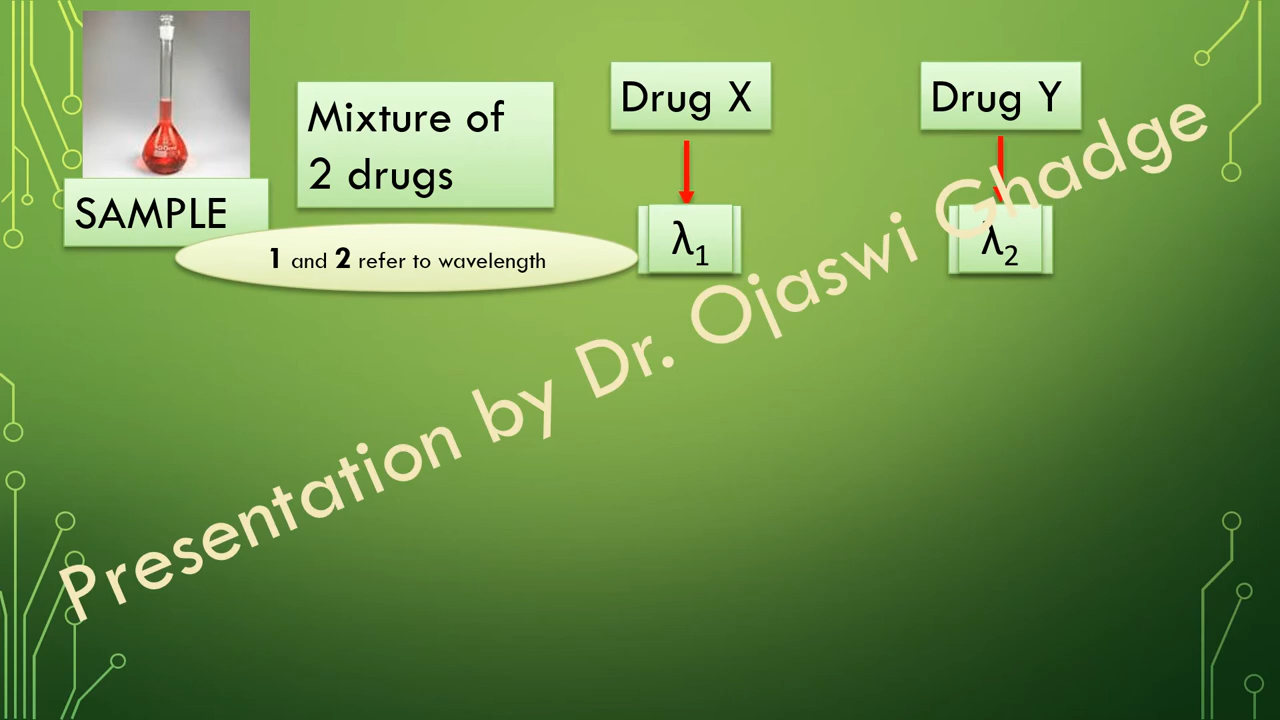 Mixture of
2 drugs
Drug X
Drug Y
SAMPLE
1 and 2 refer to wavelength
λ1
λ2
Presentation by Dr. Ojaswi Ghadge